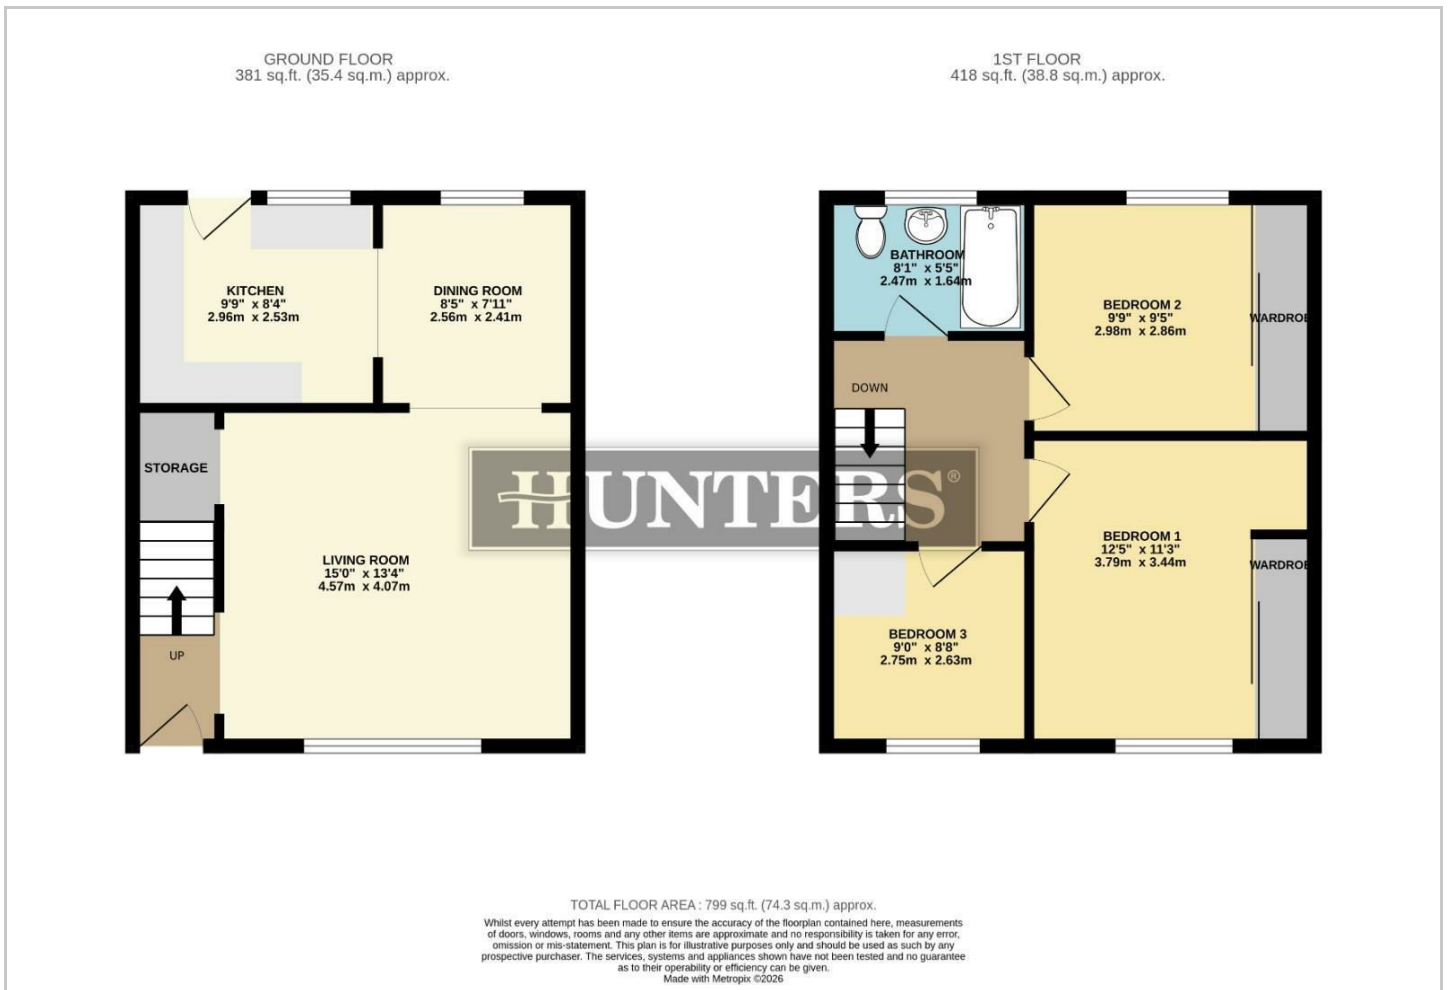 GROUND FLOOR
381 sq.ft. (35.4 sq.m.) approx.
1ST FLOOR
418 sq.ft. (38.8 sq.m.) approx.
KITCHEN
9'9" x 8'4"
2.96m x 2.53m
DINING ROOM
8'5" x 7'11"
2.56m x 2.41m
STORAGE
LIVING ROOM
15'0" x 13'4"
4.57m x 4.07m
UP
HUNTERS®
BATHROOM
8'1" x 5'5"
2.47m x 1.64m
BEDROOM 2
9'9" x 9'5"
2.98m x 2.86m
WARDROB
DOWN
BEDROOM 1
12'5" x 11'3"
3.79m x 3.44m
WARDROB
BEDROOM 3
9'0" x 8'8"
2.75m x 2.63m
TOTAL FLOOR AREA : 799 sq.ft. (74.3 sq.m.) approx.
Whilst every attempt has been made to ensure the accuracy of the floorplan contained here, measurements
of doors, windows, rooms and any other items are approximate and no responsibility is taken for any error,
omission or mis-statement. This plan is for illustrative purposes only and should be used as such by any
prospective purchaser. The services, systems and appliances shown have not been tested and no guarantee
as to their operability or efficiency can be given.
Made with Metropix ©2026